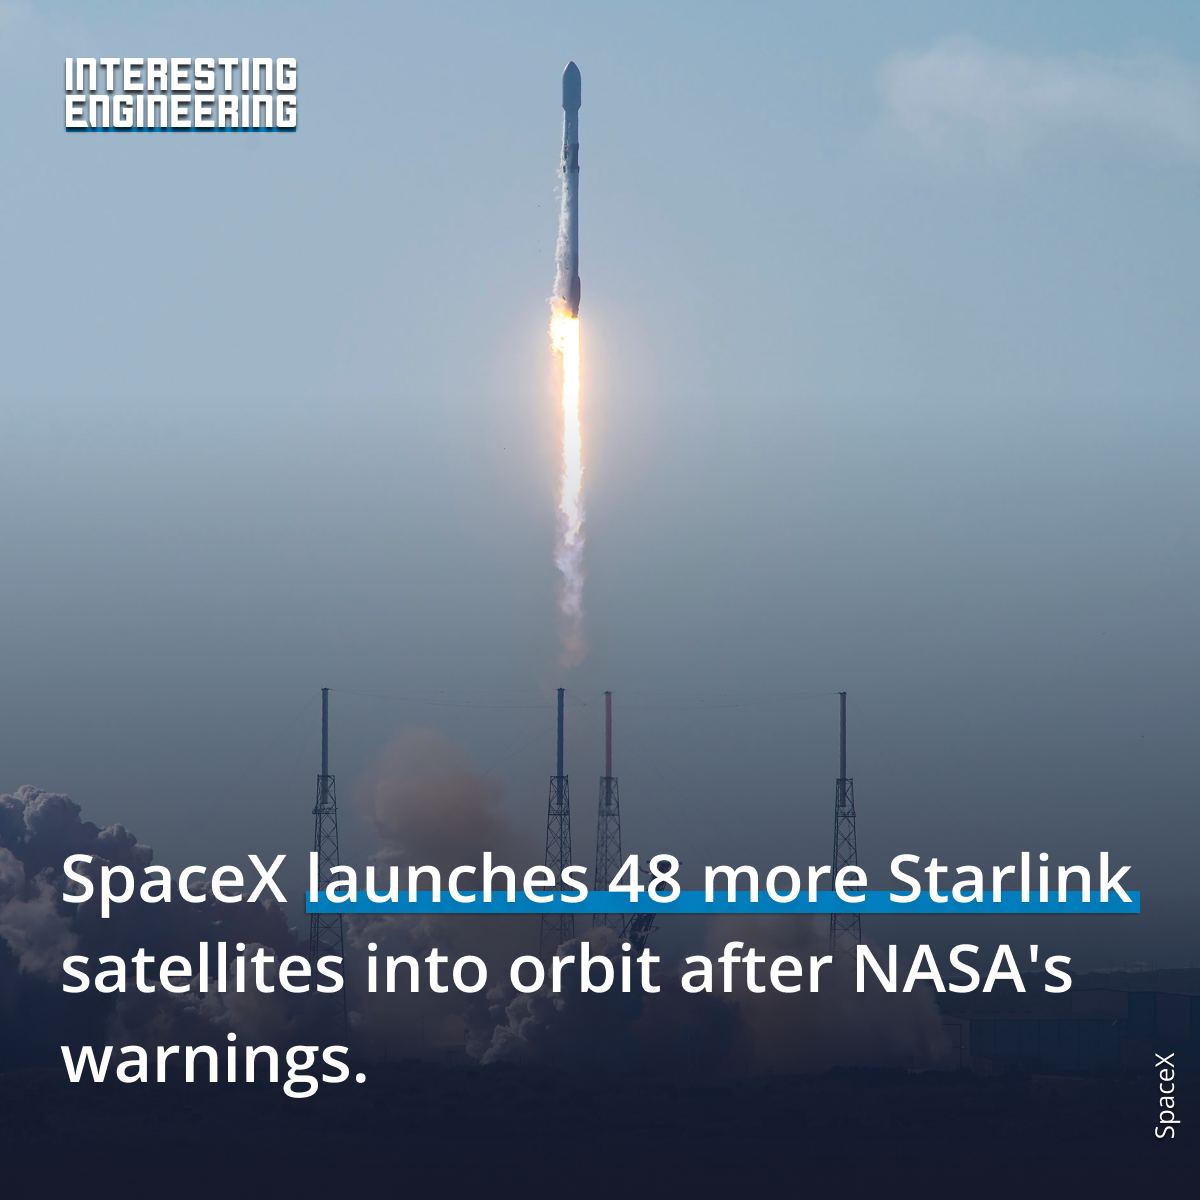 INTERESTING
ENGINEERING
SpaceX launches 48 more Starlink
satellites into orbit after NASA's
warnings.
SpaceX